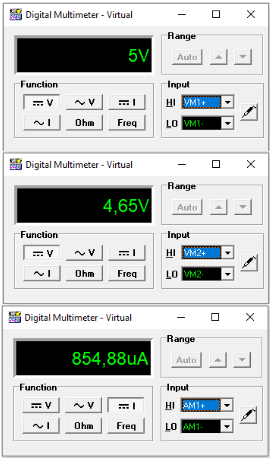 Digital Multimeter - Virtual
Range
5V
Auto
Function
Input
V
V
I
HI VM1+
I
Ohm
Freq
LO VM1-
Digital Multimeter - Virtual
Range
4,65V
Auto
Function
Input
V
V
I
HI VM2+
I
Ohm
Freq
LO VM2-
Digital Multimeter - Virtual
Range
854,88uA
Auto
Function
Input
V
V
I
HI AM1+
I
Ohm
Freq
LO AM1-